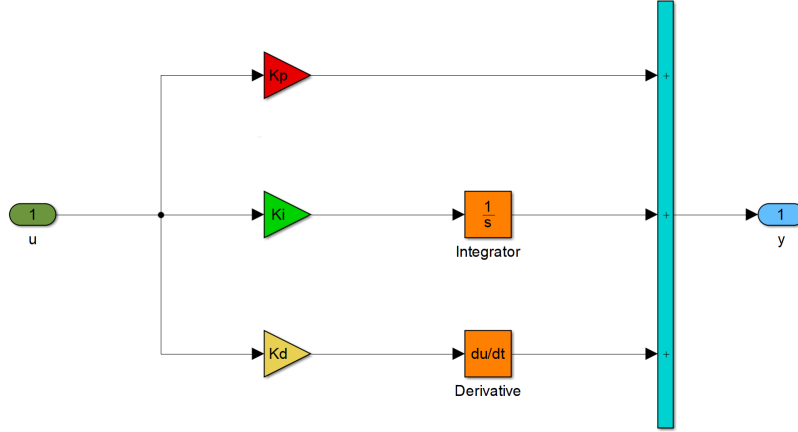 Kp
+
1
u
Ki
1
s
Integrator
+
1
y
Kd
du/dt
Derivative
+